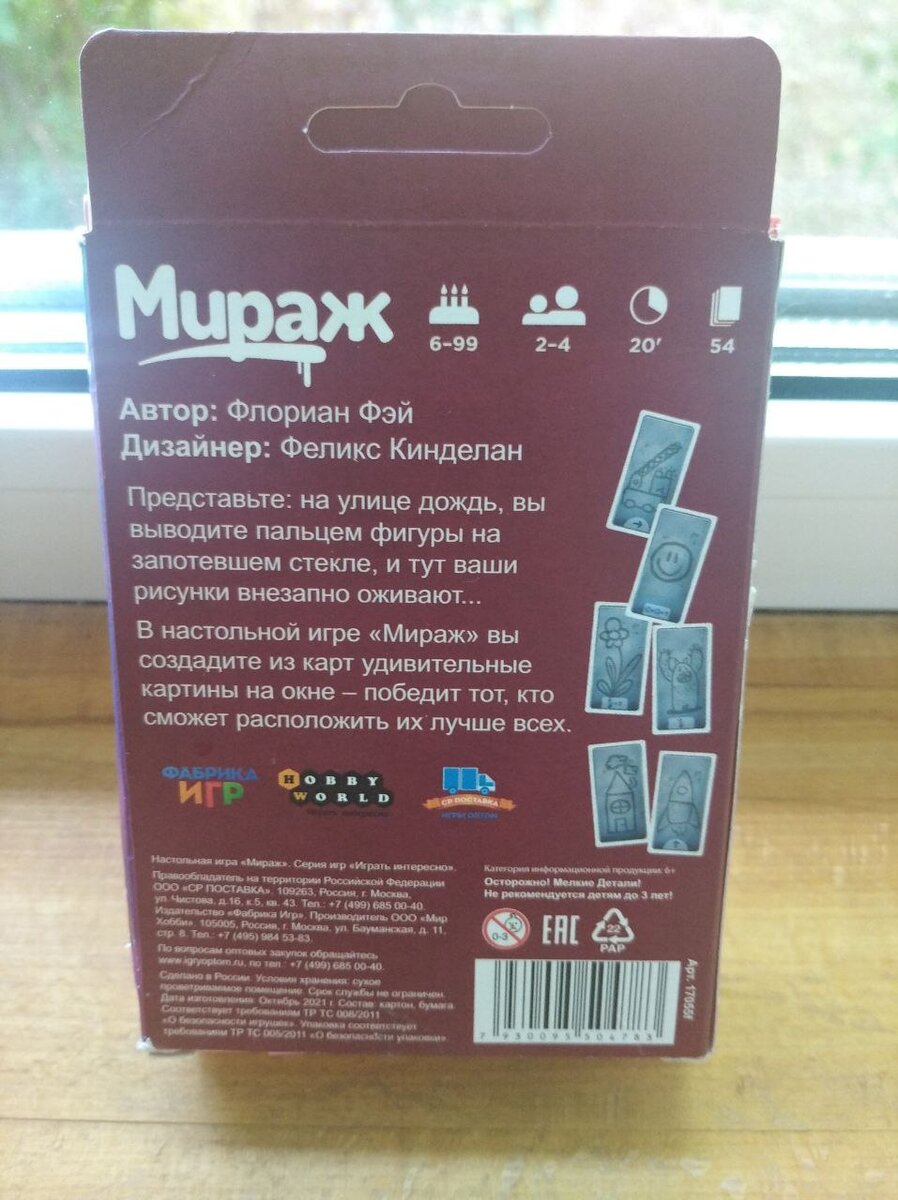 Мираж
6-99
2-4
20'
54
Автор: Флориан Фэй
Дизайнер: Феликс Кинделан
Представьте: на улице дождь, вы
выводите пальцем фигуры на
запотевшем стекле, и тут ваши
рисунки внезапно оживают...
В настольной игре «Мираж» вы
создадите из карт удивительные
картины на окне – победит тот, кто
сможет расположить их лучше всех.
ФАБРИКА
ИГР
HOBBY
WORLD
СР ПОСТАВКА
ИГРЫ ОПТОМ
Настольная игра «Мираж». Серия игр «Играть интересно».
Правообладатель на территории Российской Федерации
ООО «СР ПОСТАВКА». 109263, Россия, г. Москва,
ул. Чистова, д.16, к.5, кв. 43. Тел.: +7 (499) 685 00-40.
Издательство «Фабрика Игр». Производитель ООО «Мир
Хобби». 105005, Россия, г. Москва, ул. Бауманская, д. 11,
стр. 8. Тел.: +7 (495) 984 53-83.
По вопросам оптовых закупок обращайтесь
www.igryoptom.ru, по тел.: +7 (499) 685 00-40.
Сделано в России. Условия хранения: сухое
проветриваемое помещение. Срок службы не ограничен.
Дата изготовления: Октябрь 2021 г. Состав: картон, бумага.
Соответствует требованиям ТР ТС 008/2011
«О безопасности игрушек». Упаковка соответствует
требованиям ТР ТС 005/2011 «О безопасности упаковки»
Категория информационной продукции: 6+
Осторожно! Мелкие Детали!
Не рекомендуется детям до 3 лет!
0-3
EAC
22
PAP
7 930095 504783